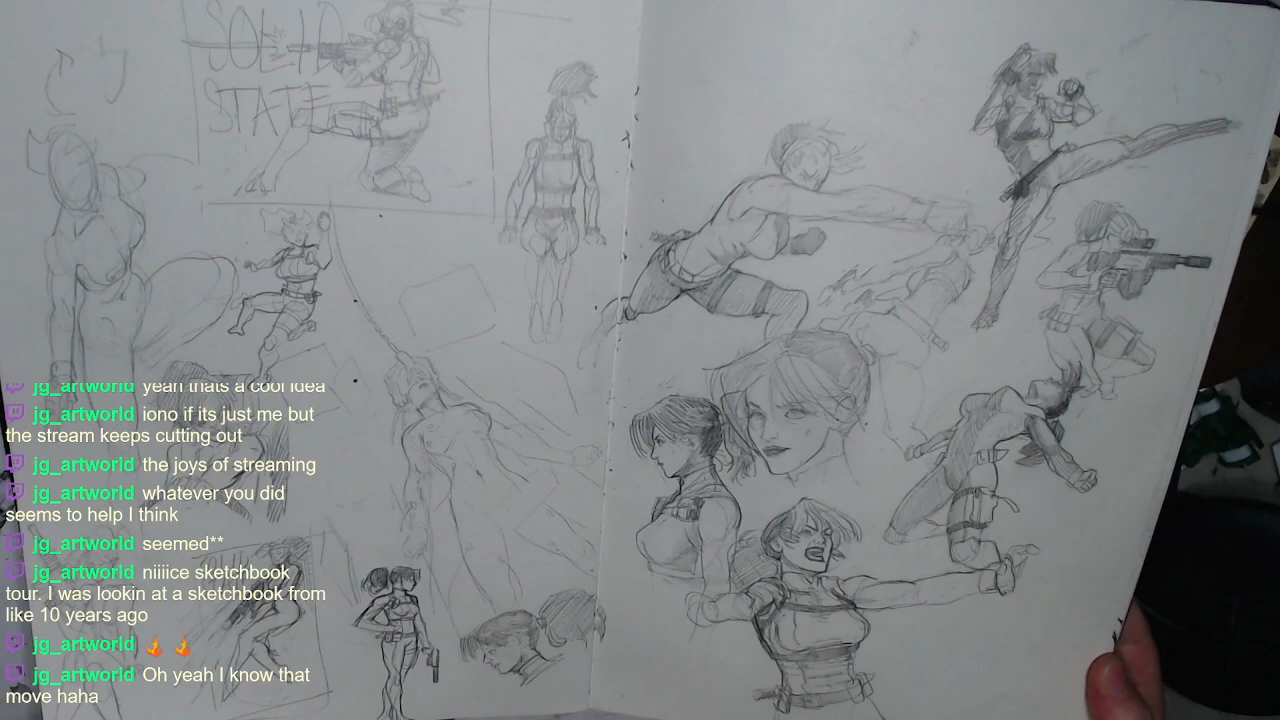 SOLID
STATE
jg_artworld yeah thats a cool idea
jg_artworld iono if its just me but
the stream keeps cutting out
jg_artworld the joys of streaming
jg_artworld whatever you did
seems to help I think
jg_artworld seemed**
jg_artworld niiiice sketchbook
tour. I was lookin at a sketchbook from
like 10 years ago
jg_artworld 🔥 🔥
jg_artworld Oh yeah I know that
move haha